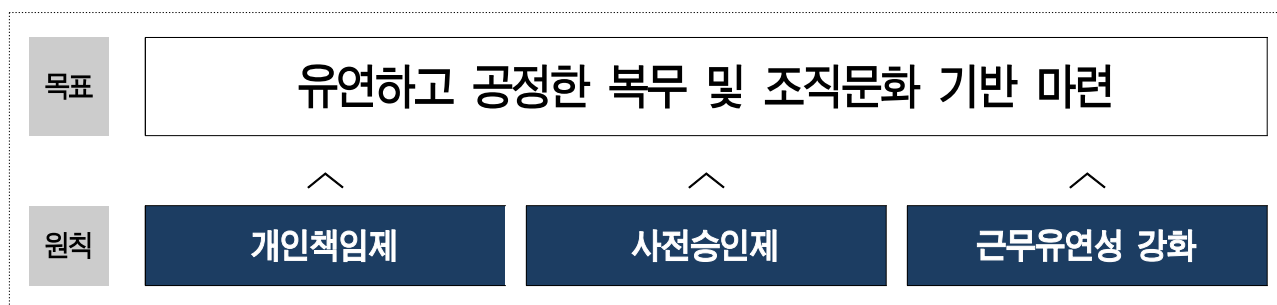 목표
유연하고 공정한 복무 및 조직문화 기반 마련
원칙
개인책임제
사전승인제
근무유연성 강화